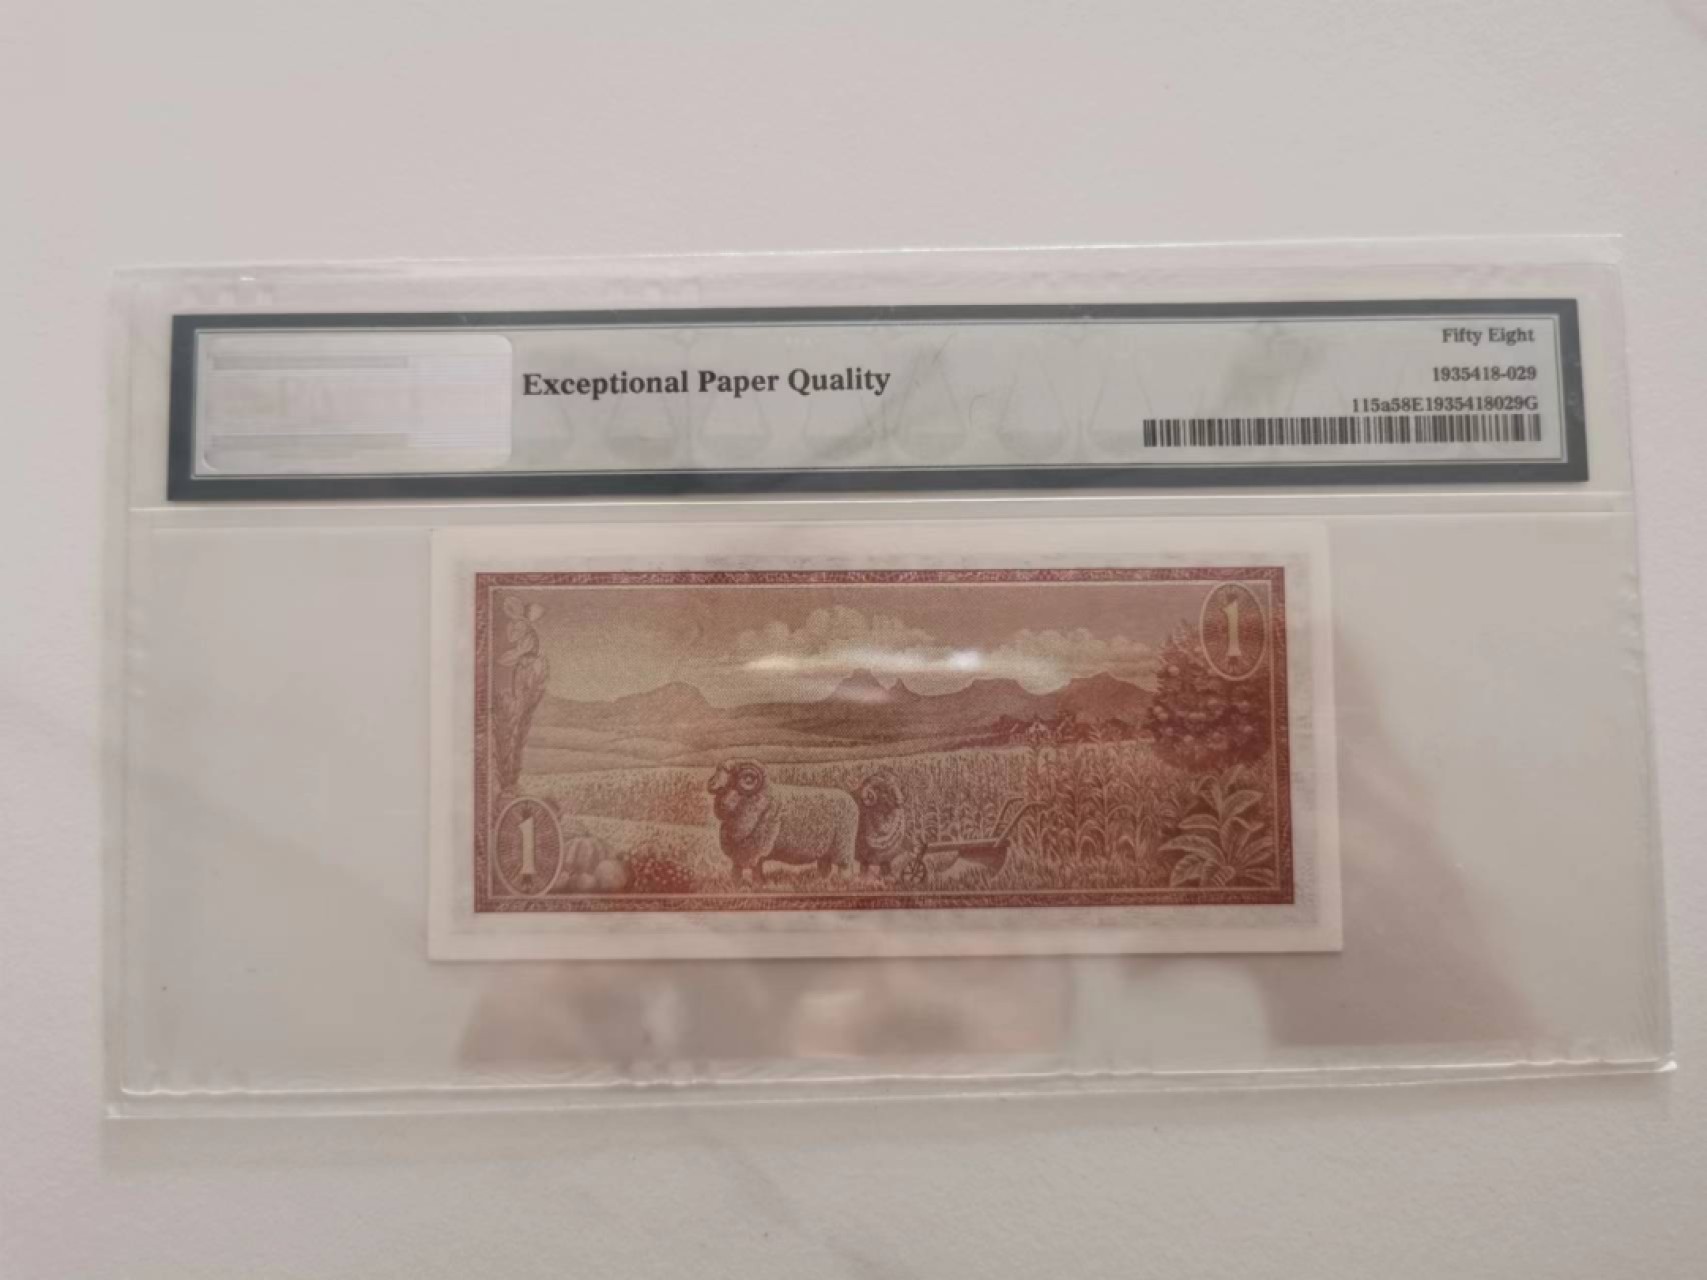 Fifty Eight
Exceptional Paper Quality
1935418-029
115a58E1935418029G
1
1